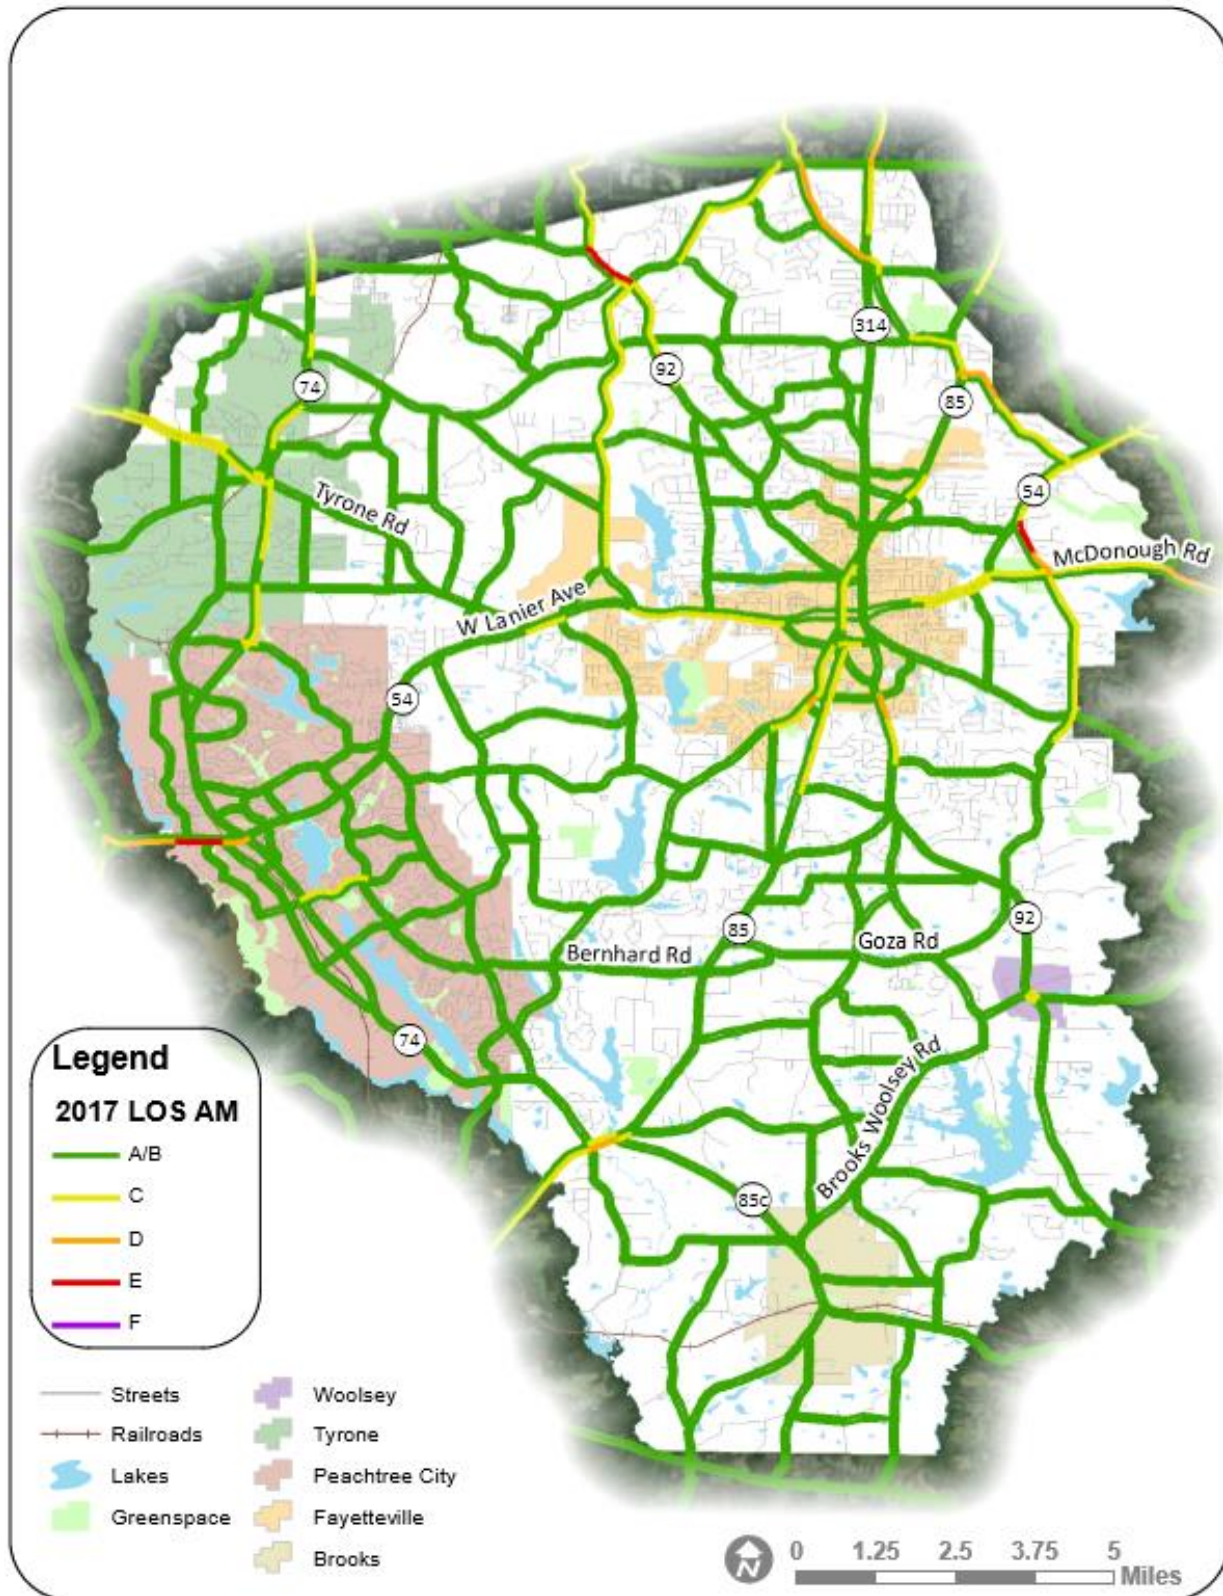 314
92
74
85
54
Tyrone Rd
McDonough Rd
W Lanier Ave
54
92
85
Goza Rd
Bernhard Rd
74
Brooks Woolsey Rd
85c
Legend
2017 LOS AM
A/B
C
D
E
F
Streets
Railroads
Lakes
Greenspace
Woolsey
Tyrone
Peachtree City
Fayetteville
Brooks
0 1.25 2.5 3.75 5
Miles